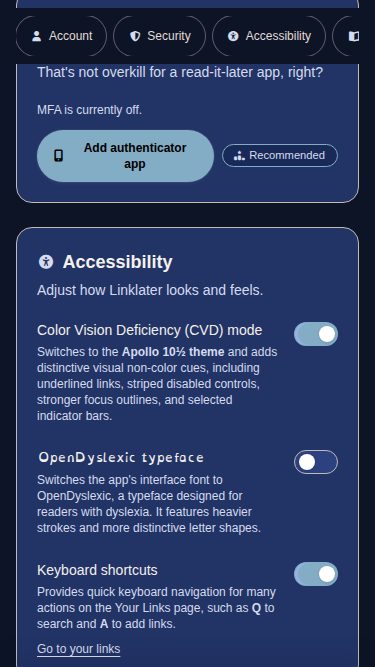 Account
Security
Accessibility
That's not overkill for a read-it-later app, right?
MFA is currently off.
Add authenticator
app
Recommended
Accessibility
Adjust how Linklater looks and feels.
Color Vision Deficiency (CVD) mode
Switches to the Apollo 10½ theme and adds
distinctive visual non-color cues, including
underlined links, striped disabled controls,
stronger focus outlines, and selected
indicator bars.
OpenDyslexic typeface
Switches the app's interface font to
OpenDyslexic, a typeface designed for
readers with dyslexia. It features heavier
strokes and more distinctive letter shapes.
Keyboard shortcuts
Provides quick keyboard navigation for many
actions on the Your Links page, such as Q to
search and A to add links.
Go to your links